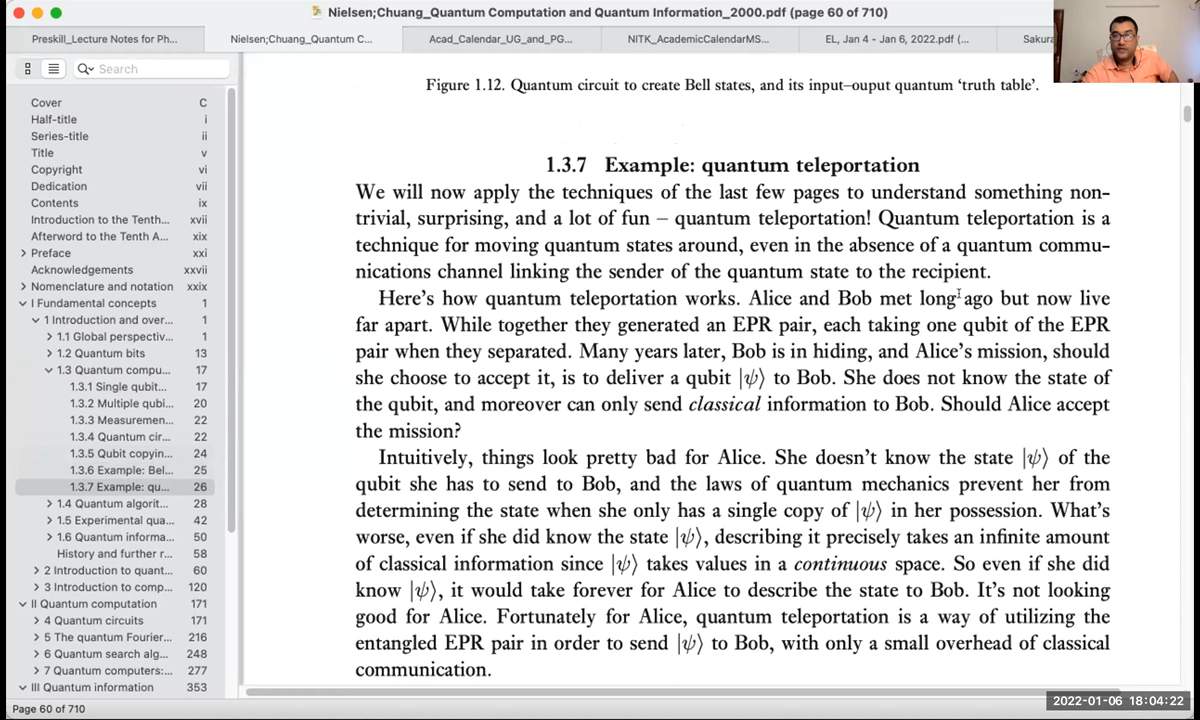 Nielsen;Chuang_Quantum Computation and Quantum Information_2000.pdf (page 60 of 710)
Preskill_Lecture Notes for Ph...
Nielsen;Chuang_Quantum C...
Acad_Calendar_UG_and_PG...
NITK_AcademicCalendarMS...
EL, Jan 4 - Jan 6, 2022.pdf (...
Sakura
Search
Cover C
Half-title i
Series-title ii
Title v
Copyright vi
Dedication vii
Contents ix
Introduction to the Tenth... xvii
Afterword to the Tenth A... xix
Preface xxi
Acknowledgements xxvii
Nomenclature and notation xxix
I Fundamental concepts 1
1 Introduction and over... 1
1.1 Global perspectiv... 1
1.2 Quantum bits 13
1.3 Quantum compu... 17
1.3.1 Single qubit... 17
1.3.2 Multiple qubi... 20
1.3.3 Measuremen... 22
1.3.4 Quantum cir... 22
1.3.5 Qubit copyin... 24
1.3.6 Example: Bel... 25
1.3.7 Example: qu... 26
1.4 Quantum algorit... 28
1.5 Experimental qua... 42
1.6 Quantum informa... 50
History and further r... 58
2 Introduction to quant... 60
3 Introduction to comp... 120
II Quantum computation 171
4 Quantum circuits 171
5 The quantum Fourier... 216
6 Quantum search alg... 248
7 Quantum computers:... 277
III Quantum information 353
Page 60 of 710
Figure 1.12. Quantum circuit to create Bell states, and its input–ouput quantum ‘truth table’.
1.3.7 Example: quantum teleportation
We will now apply the techniques of the last few pages to understand something non-
trivial, surprising, and a lot of fun – quantum teleportation! Quantum teleportation is a
technique for moving quantum states around, even in the absence of a quantum commu-
nications channel linking the sender of the quantum state to the recipient.
Here’s how quantum teleportation works. Alice and Bob met long ago but now live
far apart. While together they generated an EPR pair, each taking one qubit of the EPR
pair when they separated. Many years later, Bob is in hiding, and Alice’s mission, should
she choose to accept it, is to deliver a qubit |ψ⟩ to Bob. She does not know the state of
the qubit, and moreover can only send classical information to Bob. Should Alice accept
the mission?
Intuitively, things look pretty bad for Alice. She doesn’t know the state |ψ⟩ of the
qubit she has to send to Bob, and the laws of quantum mechanics prevent her from
determining the state when she only has a single copy of |ψ⟩ in her possession. What’s
worse, even if she did know the state |ψ⟩, describing it precisely takes an infinite amount
of classical information since |ψ⟩ takes values in a continuous space. So even if she did
know |ψ⟩, it would take forever for Alice to describe the state to Bob. It’s not looking
good for Alice. Fortunately for Alice, quantum teleportation is a way of utilizing the
entangled EPR pair in order to send |ψ⟩ to Bob, with only a small overhead of classical
communication.
2022-01-06 18:04:22